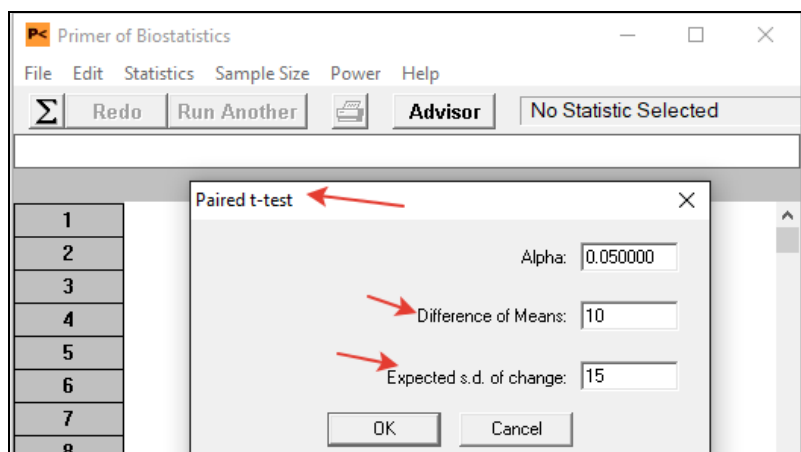 P< Primer of Biostatistics
File Edit Statistics Sample Size Power Help
Σ Redo Run Another Advisor No Statistic Selected
Paired t-test
1
2
3
4
5
6
7
8
Alpha: 0.050000
Difference of Means: 10
Expected s.d. of change: 15
OK Cancel